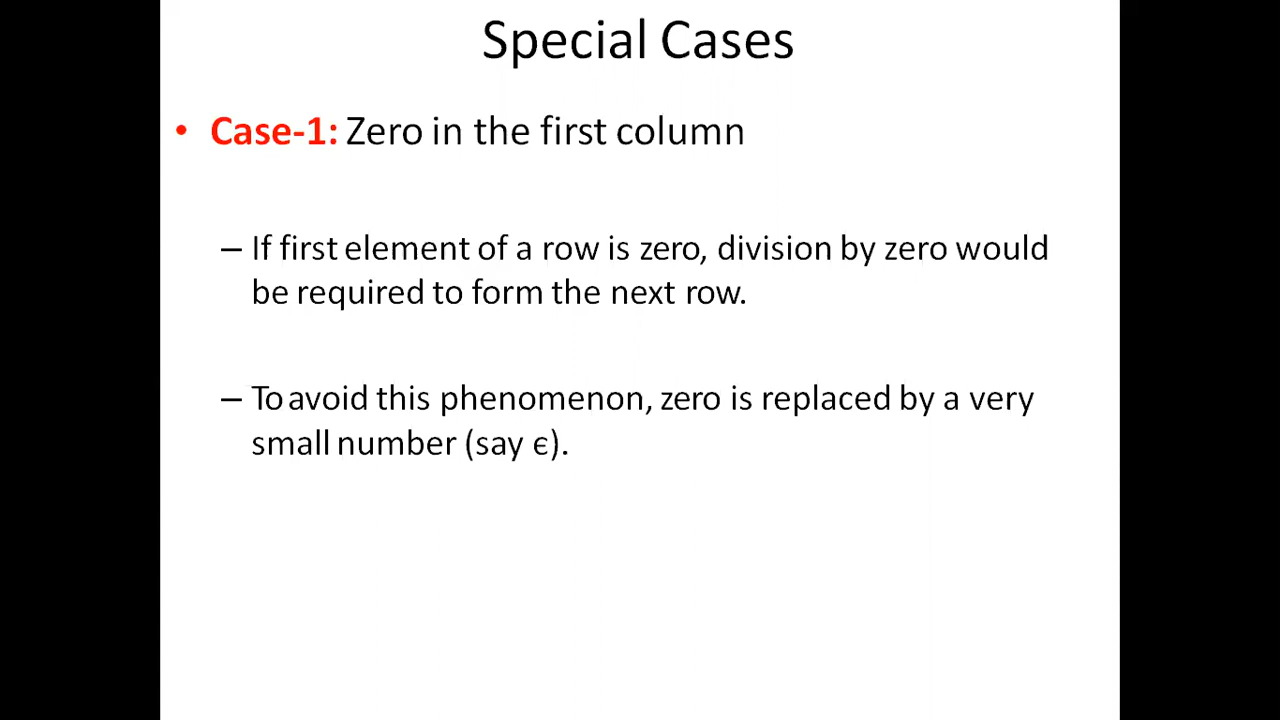 Special Cases
• Case-1: Zero in the first column
– If first element of a row is zero, division by zero would
be required to form the next row.
– To avoid this phenomenon, zero is replaced by a very
small number (say ϵ).